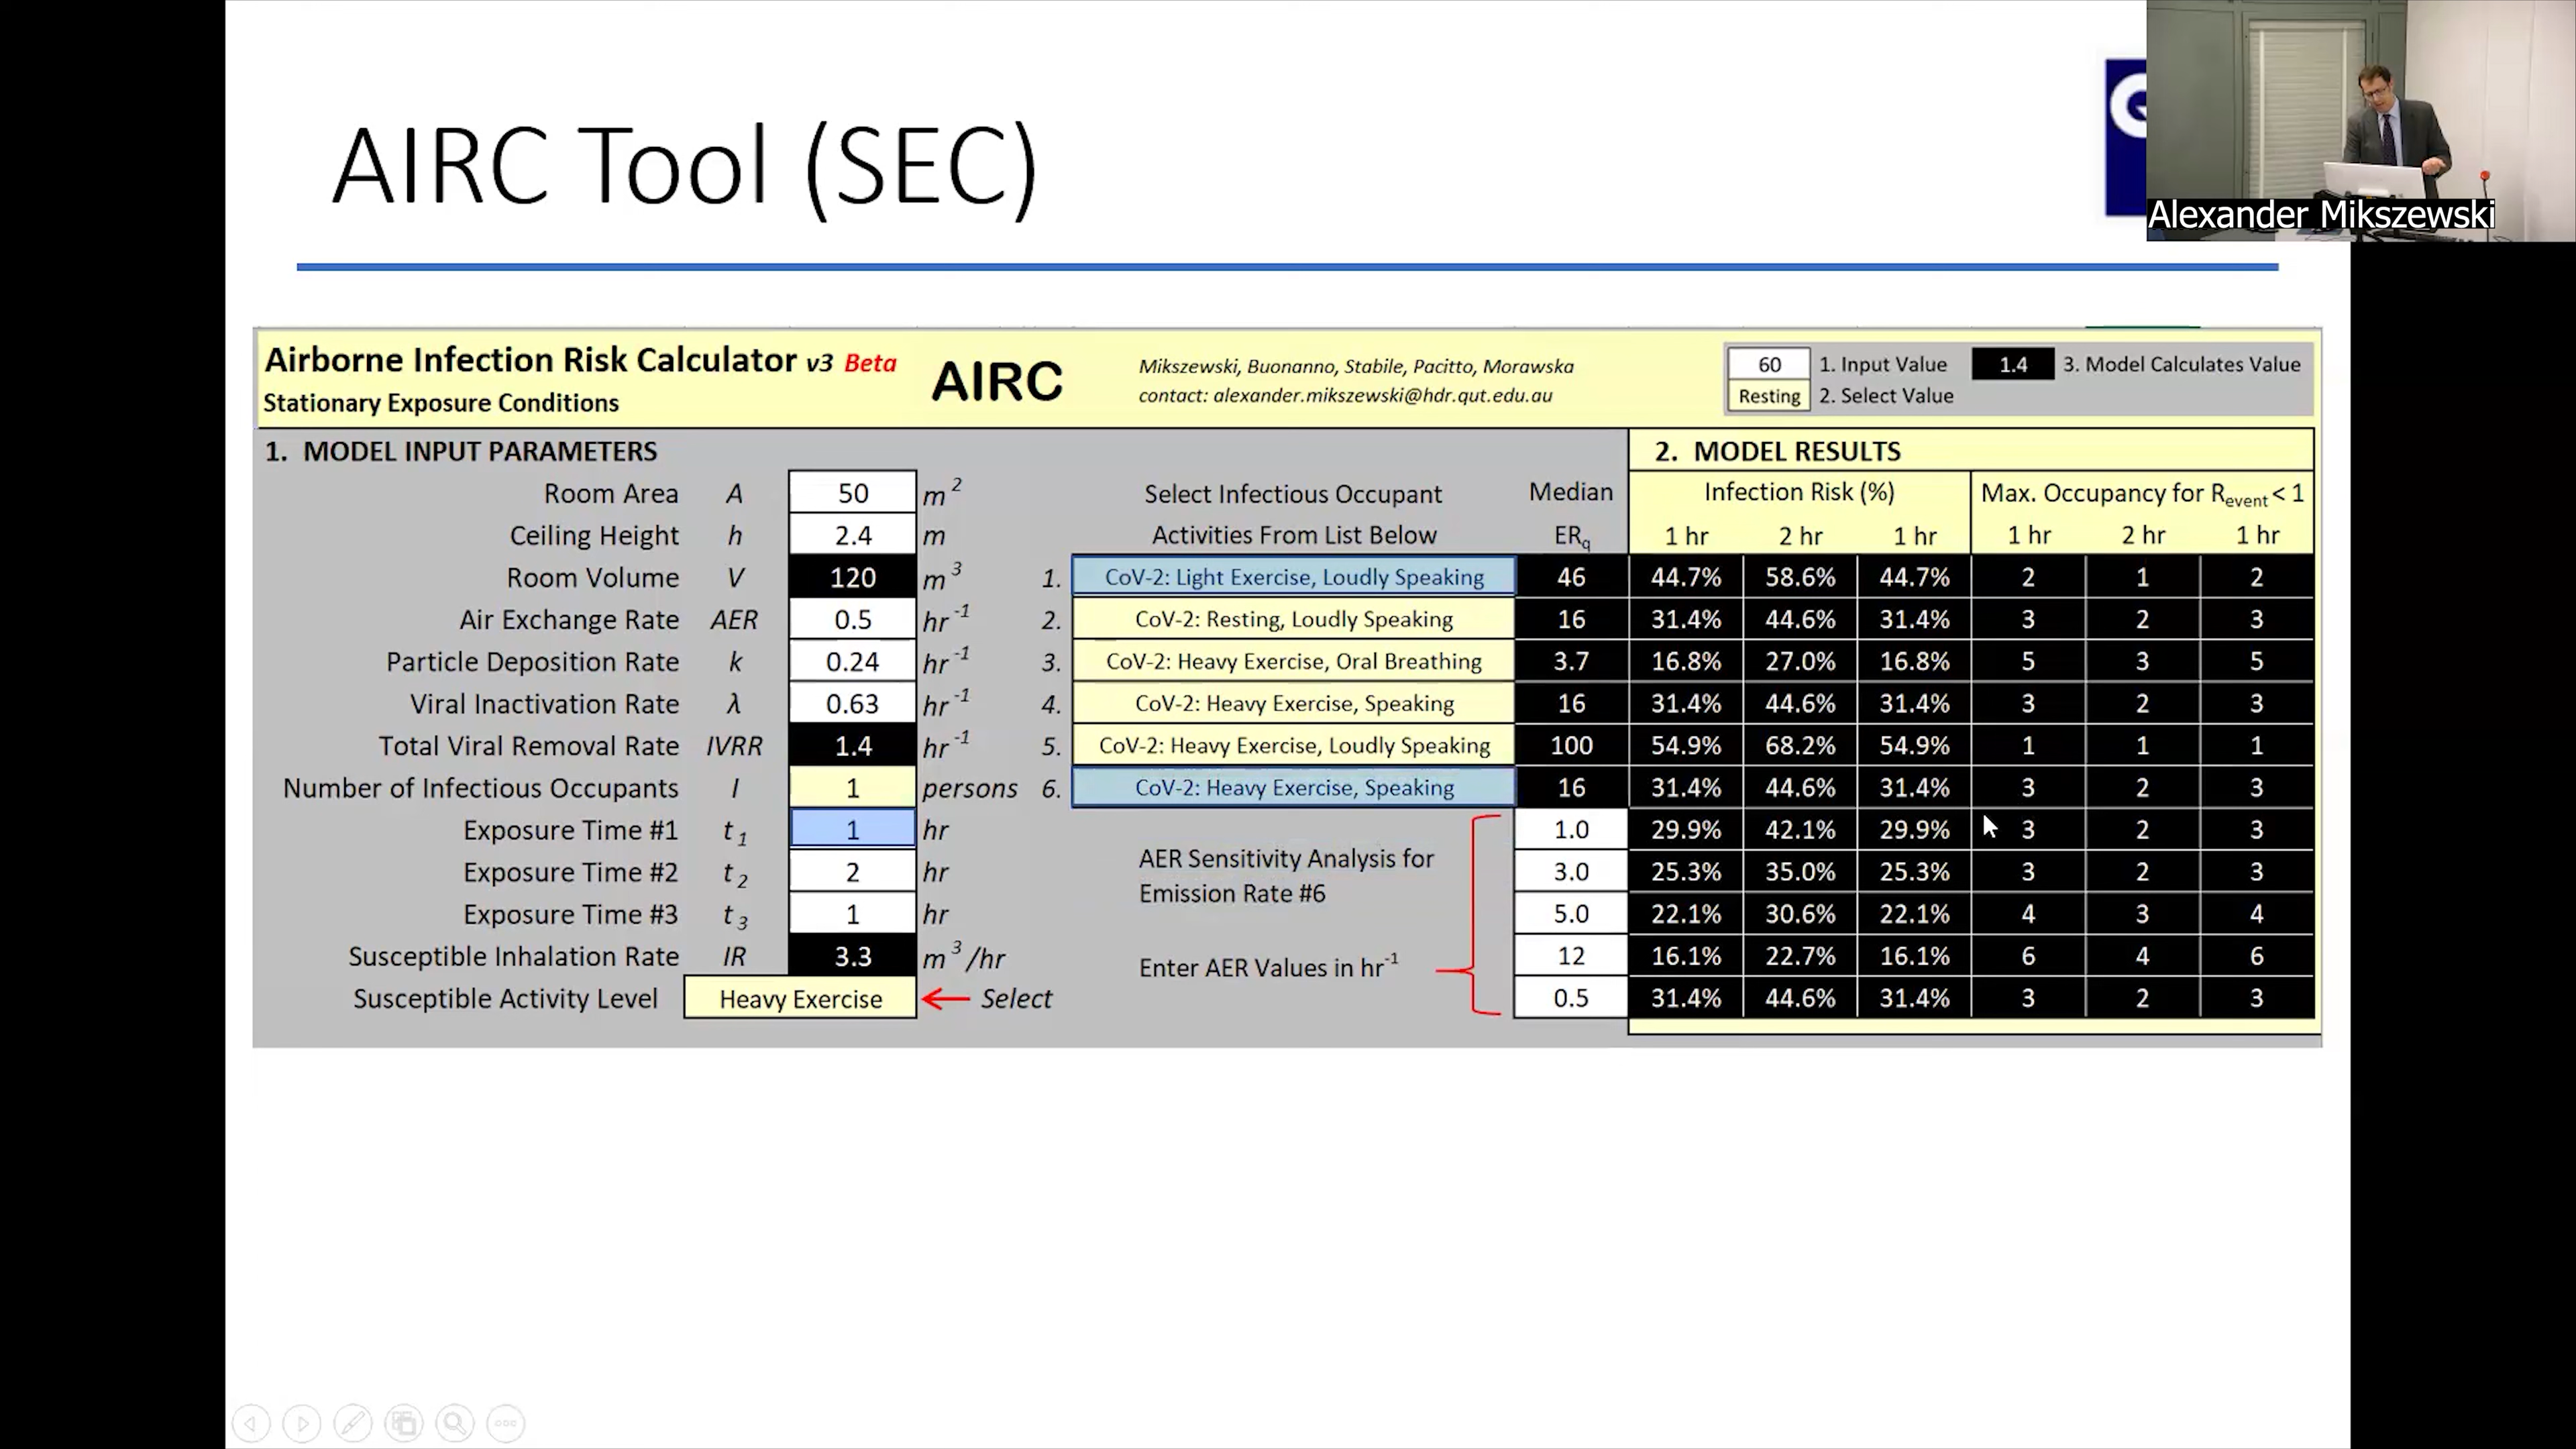 AIRC Tool (SEC)
Alexander Mikszewski
Airborne Infection Risk Calculator v3 Beta
Stationary Exposure Conditions
AIRC
Mikszewski, Buonanno, Stabile, Pacitto, Morawska
contact: alexander.mikszewski@hdr.qut.edu.au
60 1. Input Value 1.4 3. Model Calculates Value
Resting 2. Select Value
1. MODEL INPUT PARAMETERS
2. MODEL RESULTS
Room Area A 50 m² Select Infectious Occupant Median Infection Risk (%) Max. Occupancy for Revent < 1
Ceiling Height h 2.4 m Activities From List Below ERq 1 hr 2 hr 1 hr 1 hr 2 hr 1 hr
Room Volume V 120 m³ 1. CoV-2: Light Exercise, Loudly Speaking 46 44.7% 58.6% 44.7% 2 1 2
Air Exchange Rate AER 0.5 hr⁻¹ 2. CoV-2: Resting, Loudly Speaking 16 31.4% 44.6% 31.4% 3 2 3
Particle Deposition Rate k 0.24 hr⁻¹ 3. CoV-2: Heavy Exercise, Oral Breathing 3.7 16.8% 27.0% 16.8% 5 3 5
Viral Inactivation Rate λ 0.63 hr⁻¹ 4. CoV-2: Heavy Exercise, Speaking 16 31.4% 44.6% 31.4% 3 2 3
Total Viral Removal Rate IVRR 1.4 hr⁻¹ 5. CoV-2: Heavy Exercise, Loudly Speaking 100 54.9% 68.2% 54.9% 1 1 1
Number of Infectious Occupants I 1 persons 6. CoV-2: Heavy Exercise, Speaking 16 31.4% 44.6% 31.4% 3 2 3
Exposure Time #1 t1 1 hr 1.0 29.9% 42.1% 29.9% 3 2 3
AER Sensitivity Analysis for
Exposure Time #2 t2 2 hr 3.0 25.3% 35.0% 25.3% 3 2 3
Emission Rate #6
Exposure Time #3 t3 1 hr 5.0 22.1% 30.6% 22.1% 4 3 4
Susceptible Inhalation Rate IR 3.3 m³/hr Enter AER Values in hr⁻¹ 12 16.1% 22.7% 16.1% 6 4 6
Susceptible Activity Level Heavy Exercise Select 0.5 31.4% 44.6% 31.4% 3 2 3